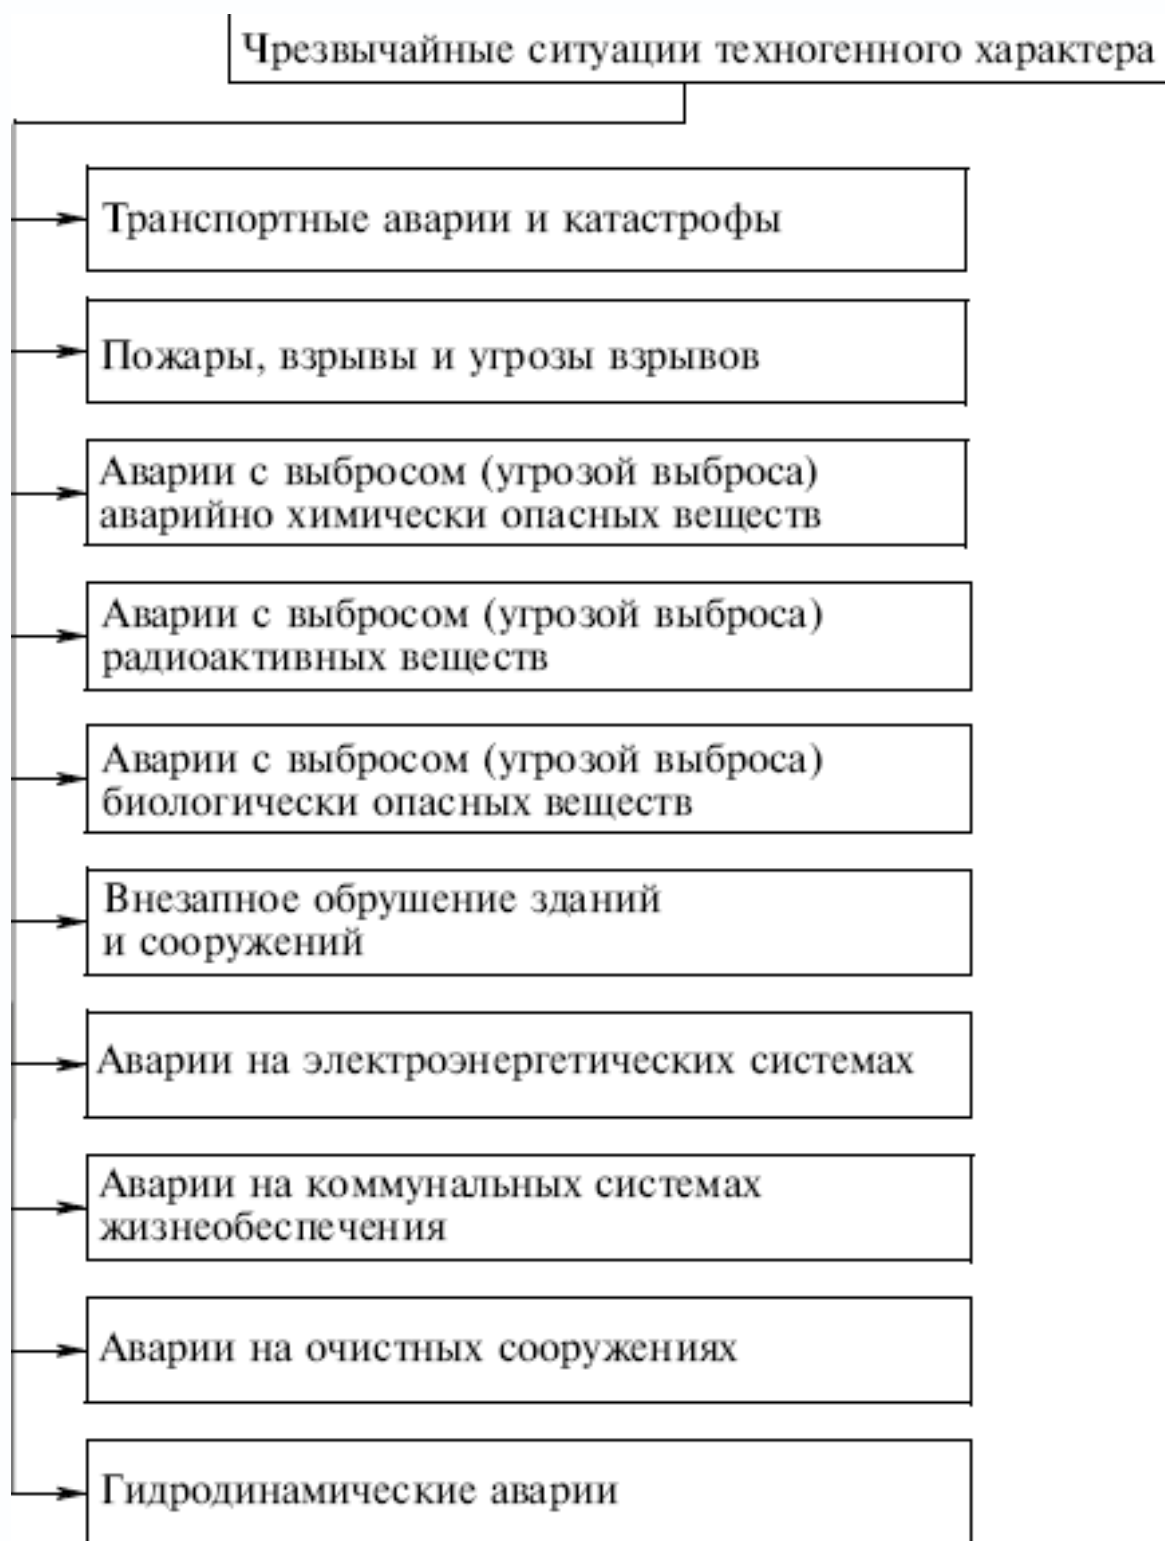 Чрезвычайные ситуации техногенного характера
Транспортные аварии и катастрофы
Пожары, взрывы и угрозы взрывов
Аварии с выбросом (угрозой выброса)
аварийно химически опасных веществ
Аварии с выбросом (угрозой выброса)
радиоактивных веществ
Аварии с выбросом (угрозой выброса)
биологически опасных веществ
Внезапное обрушение зданий
и сооружений
Аварии на электроэнергетических системах
Аварии на коммунальных системах
жизнеобеспечения
Аварии на очистных сооружениях
Гидродинамические аварии